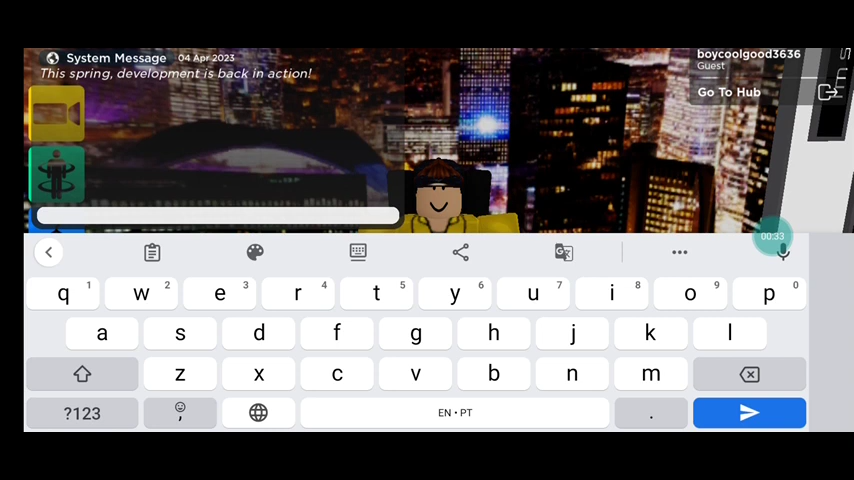 System Message 04 Apr 2023
This spring, development is back in action!
boycoolgood3636
Guest
Go To Hub
00:33
q 1 w 2 e 3 r 4 t 5 y 6 u 7 i 8 o 9 p 0
a s d f g h j k l
z x c v b n m
?123 , EN • PT .